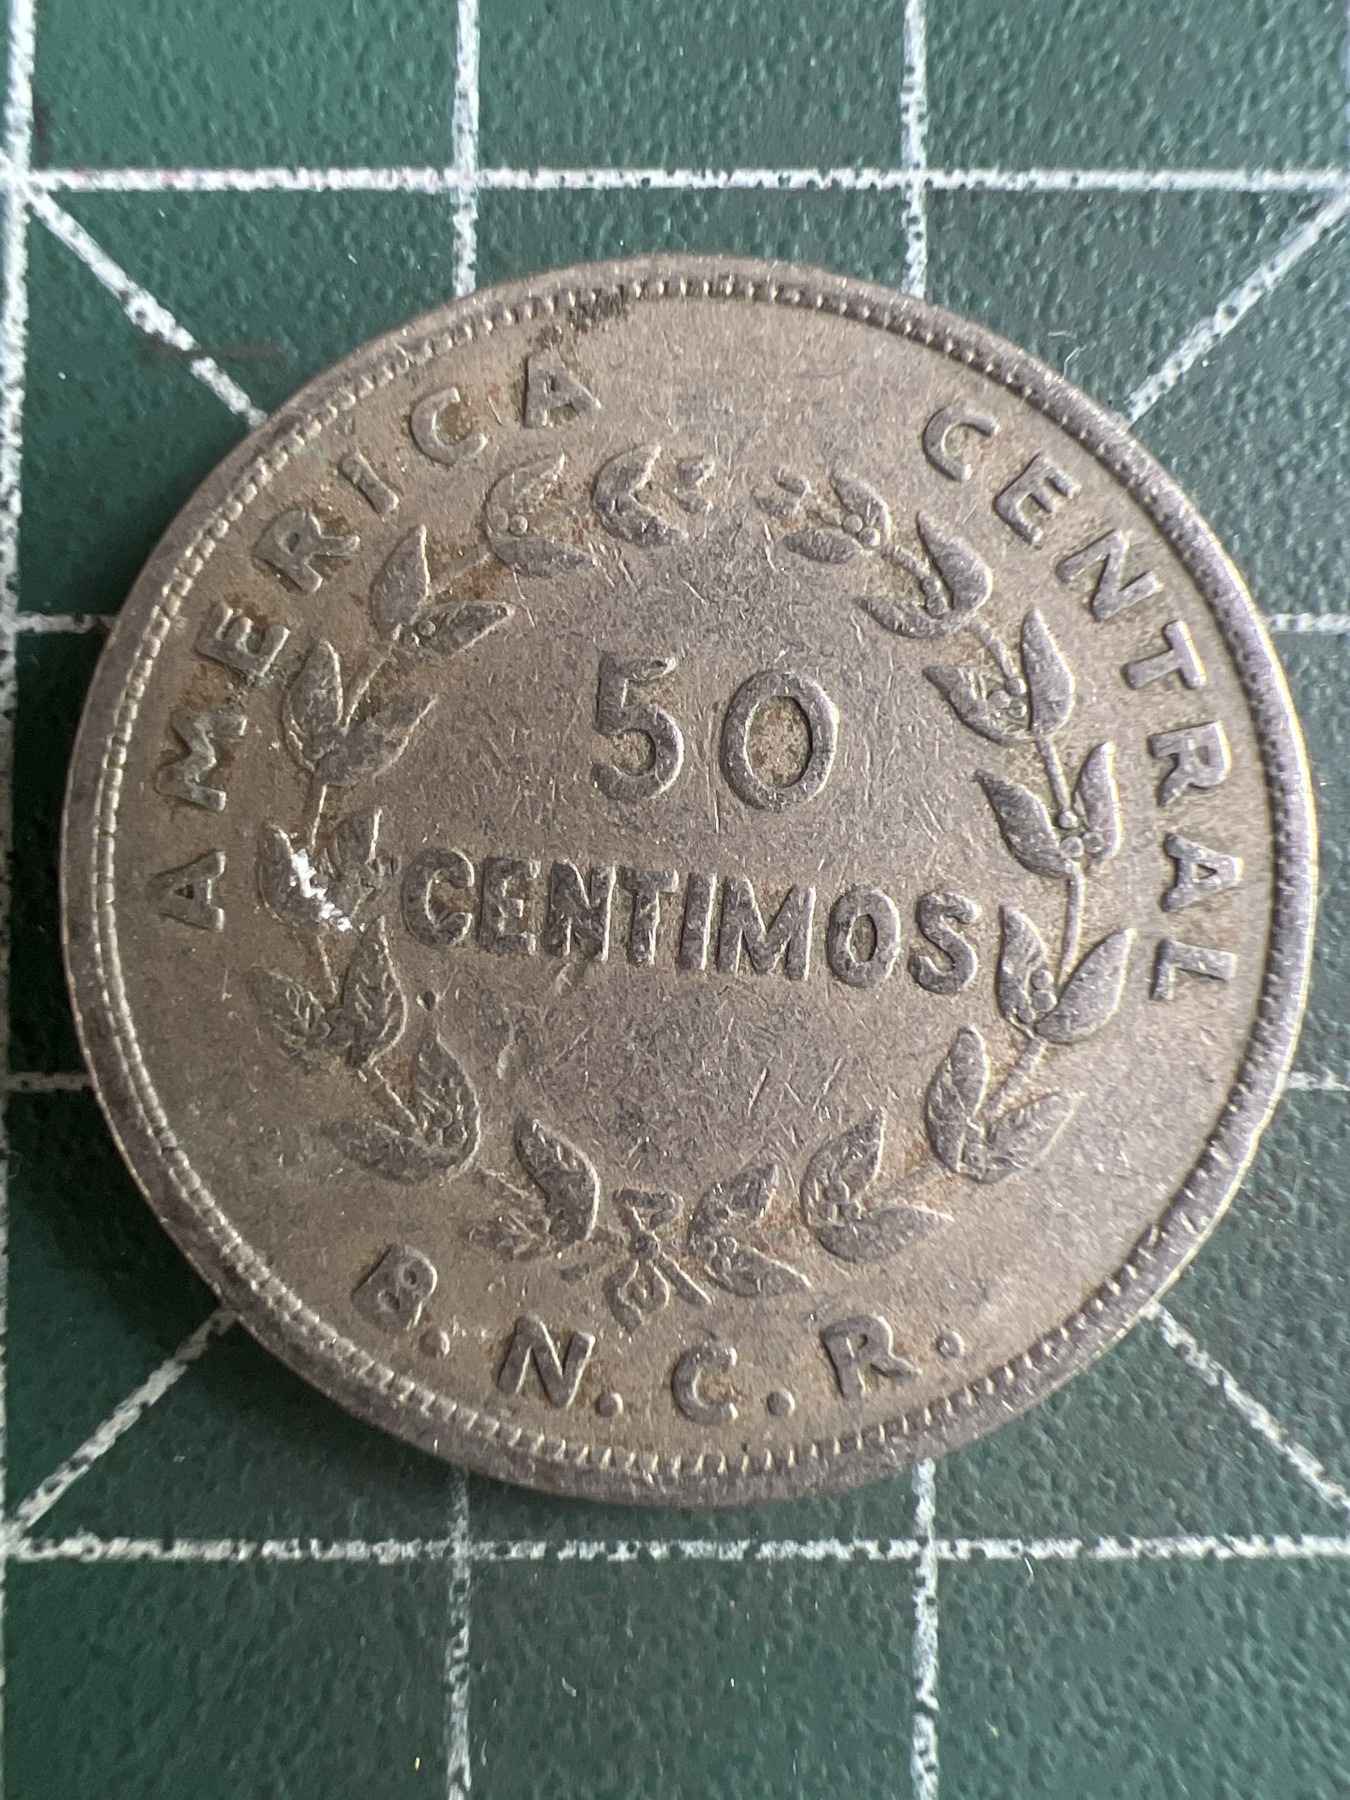 AMERICA CENTRAL
50
CENTIMOS
B.N.C.R.